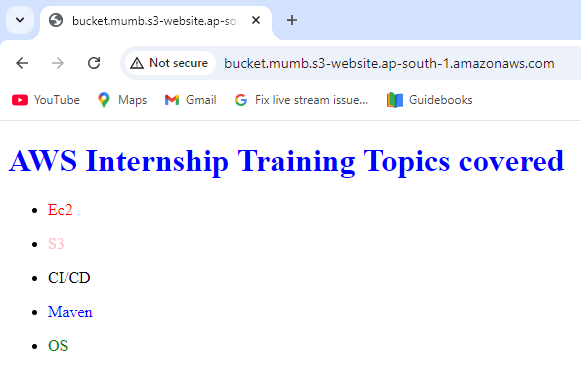 bucket.mumb.s3-website.ap-so
Not secure bucket.mumb.s3-website.ap-south-1.amazonaws.com
YouTube Maps Gmail Fix live stream issue... Guidebooks
AWS Internship Training Topics covered
Ec2
S3
CI/CD
Maven
OS